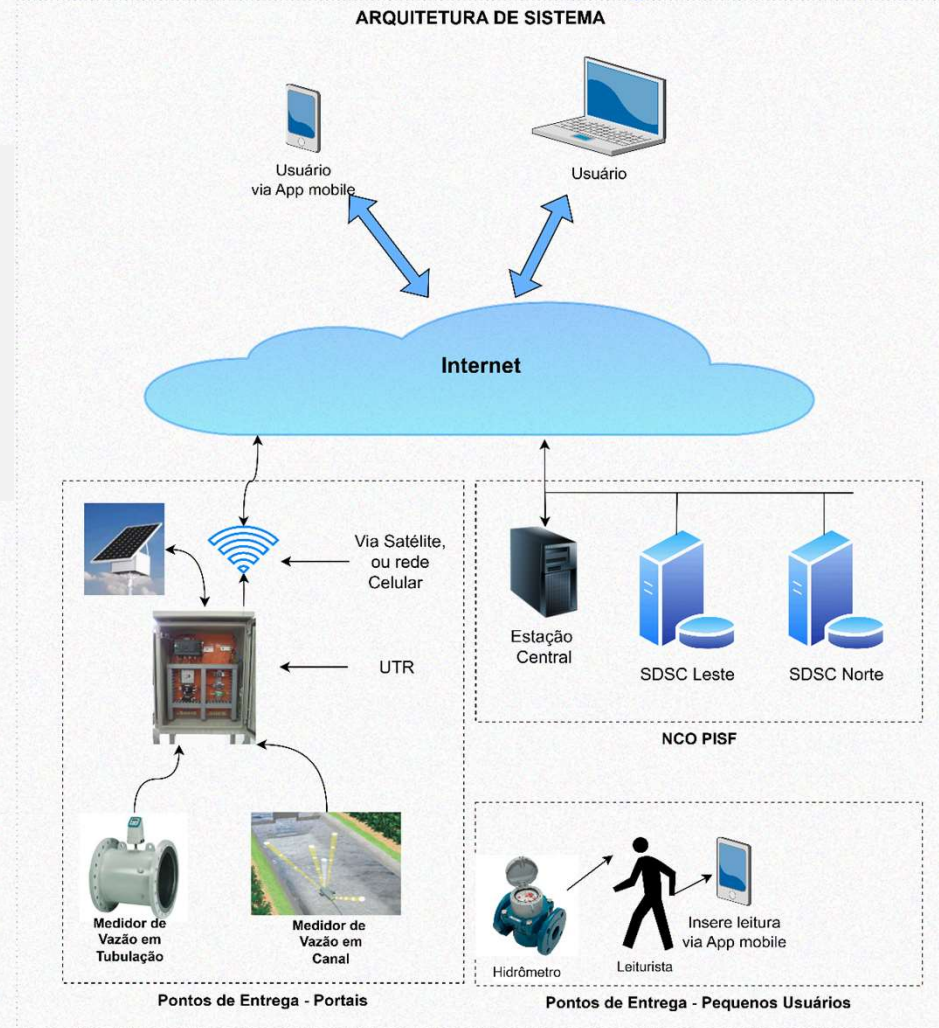 ARQUITETURA DE SISTEMA
Usuário
via App mobile
Usuário
Internet
Via Satélite,
ou rede
Celular
UTR
Medidor de
Vazão em
Tubulação
Medidor de
Vazão em
Canal
Pontos de Entrega - Portais
Estação
Central
SDSC Leste
SDSC Norte
NCO PISF
Hidrômetro
Leiturista
Insere leitura
via App mobile
Pontos de Entrega - Pequenos Usuários